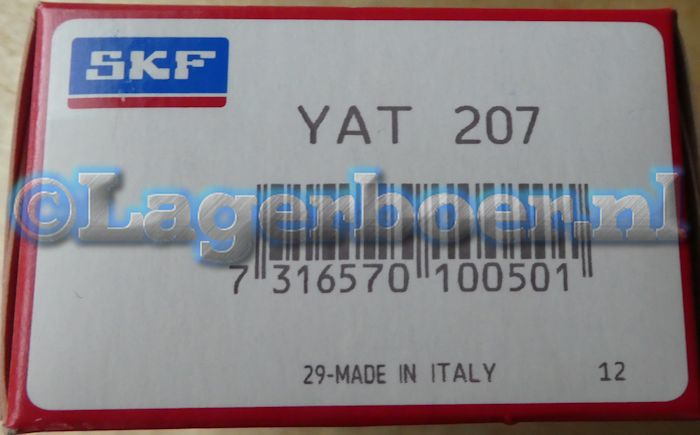 SKF
YAT 207
©Lagerboer.nl
7 316570 100501
29-MADE IN ITALY 12